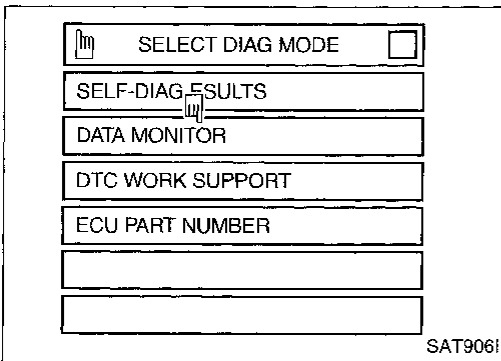 SELECT DIAG MODE
SELF-DIAG ESULTS
DATA MONITOR
DTC WORK SUPPORT
ECU PART NUMBER
SAT906I